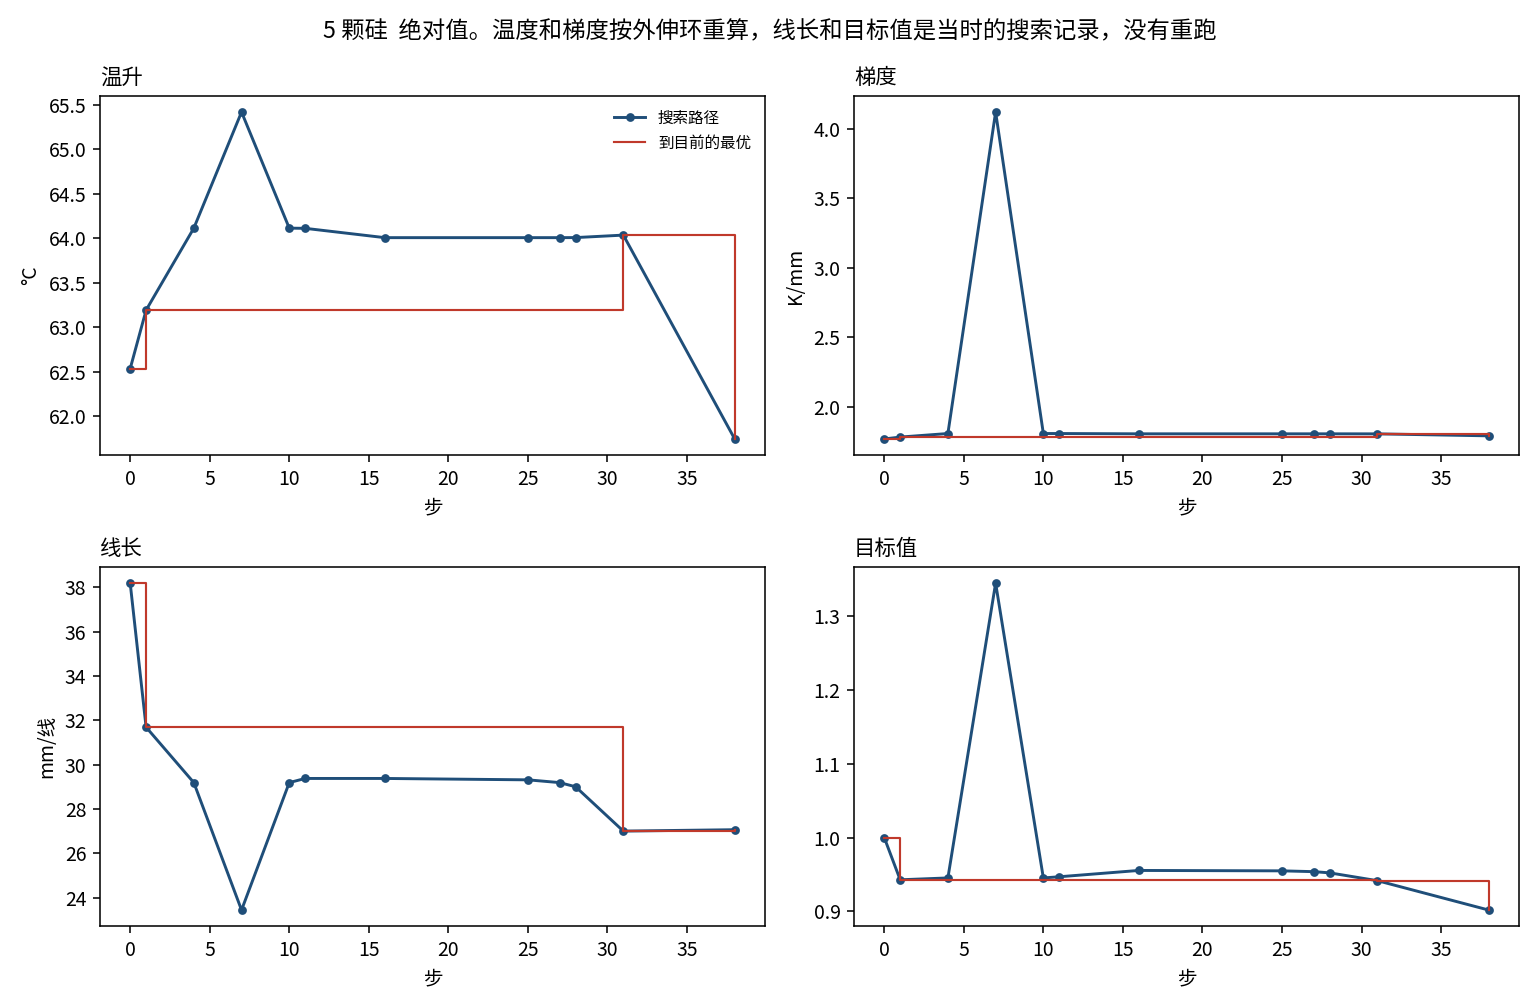 5 颗硅  绝对值。温度和梯度按外伸环重算，线长和目标值是当时的搜索记录，没有重跑
温升
65.5
65.0
64.5
64.0
63.5
63.0
62.5
62.0
℃
搜索路径
到目前的最优
0 5 10 15 20 25 30 35
步
梯度
4.0
3.5
3.0
2.5
2.0
K/mm
0 5 10 15 20 25 30 35
步
线长
38
36
34
32
30
28
26
24
mm/线
0 5 10 15 20 25 30 35
步
目标值
1.3
1.2
1.1
1.0
0.9
0 5 10 15 20 25 30 35
步